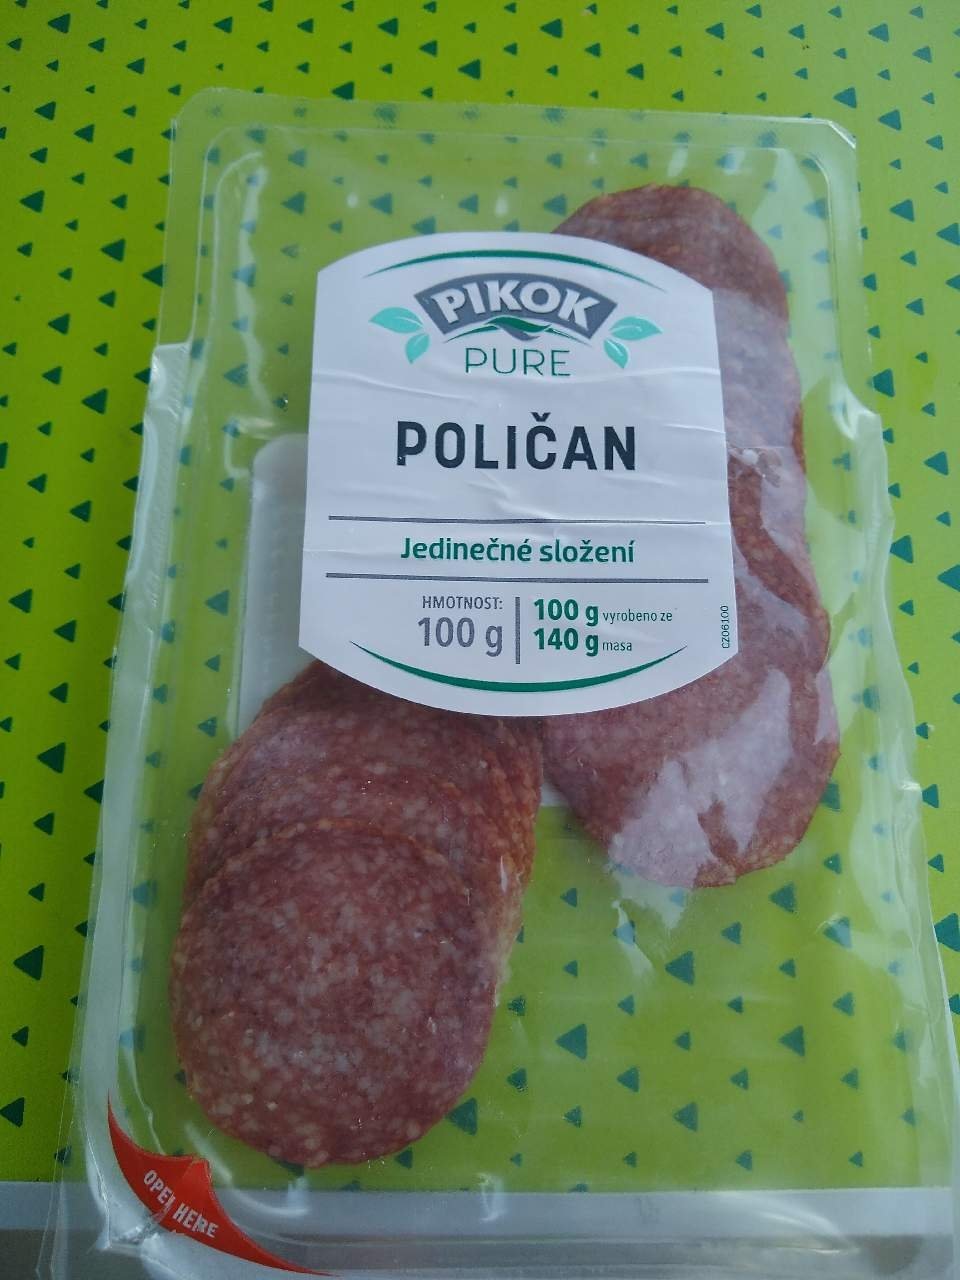 PIKOK
PURE
POLIČAN
Jedinečné složení
HMOTNOST:
100 g
100 g vyrobeno ze
140 g masa
CZ06100
OPEN HERE